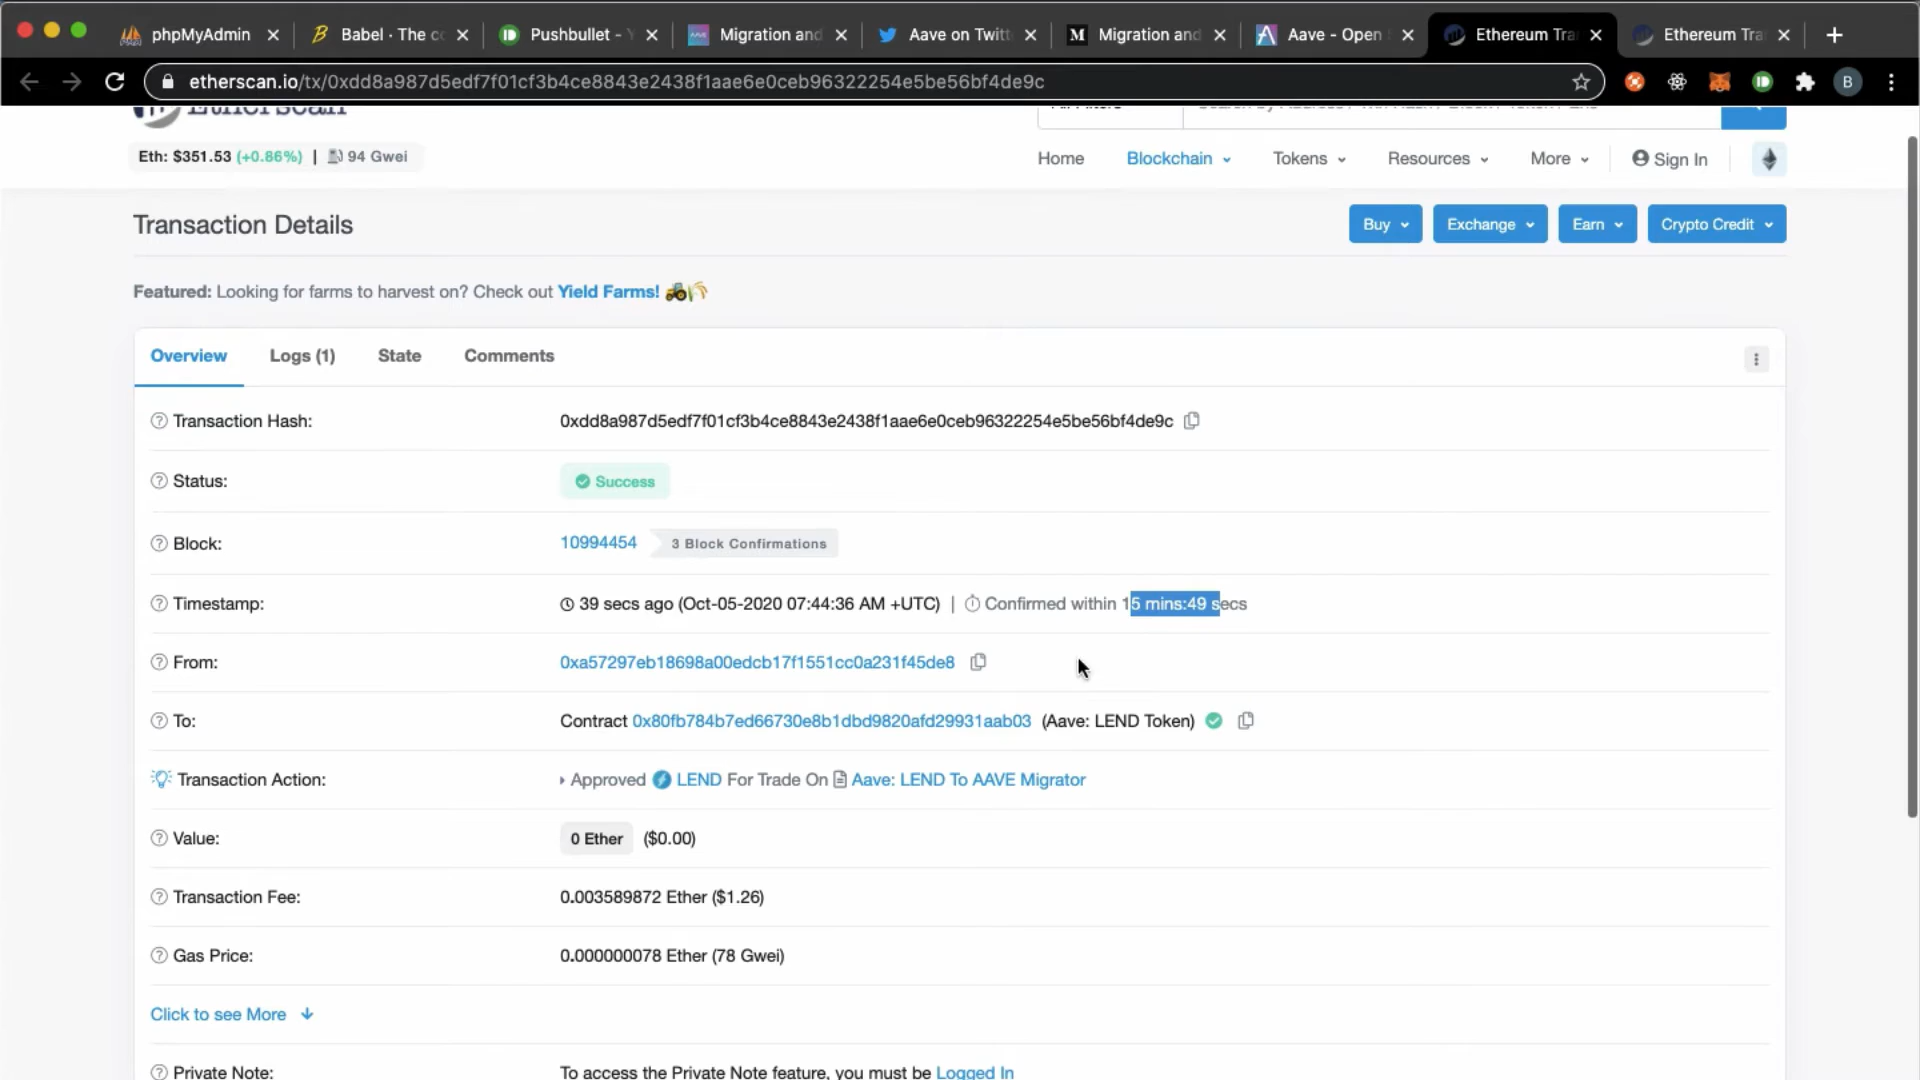 phpMyAdmin
Babel · The co
Pushbullet - Y
Migration and
Aave on Twitt
Migration and
Aave - Open
Ethereum Tra
Ethereum Tra
etherscan.io/tx/0xdd8a987d5edf7f01cf3b4ce8843e2438f1aae6e0ceb96322254e5be56bf4de9c
B
Etherscan
Eth: $351.53 (+0.86%) | 94 Gwei
Home
Blockchain
Tokens
Resources
More
Sign In
Transaction Details
Buy
Exchange
Earn
Crypto Credit
Featured: Looking for farms to harvest on? Check out Yield Farms!
Overview
Logs (1)
State
Comments
Transaction Hash: 0xdd8a987d5edf7f01cf3b4ce8843e2438f1aae6e0ceb96322254e5be56bf4de9c
Status: Success
Block: 10994454 3 Block Confirmations
Timestamp: 39 secs ago (Oct-05-2020 07:44:36 AM +UTC) | Confirmed within 15 mins:49 secs
From: 0xa57297eb18698a00edcb17f1551cc0a231f45de8
To: Contract 0x80fb784b7ed66730e8b1dbd9820afd29931aab03 (Aave: LEND Token)
Transaction Action: Approved LEND For Trade On Aave: LEND To AAVE Migrator
Value: 0 Ether ($0.00)
Transaction Fee: 0.003589872 Ether ($1.26)
Gas Price: 0.000000078 Ether (78 Gwei)
Click to see More
Private Note: To access the Private Note feature, you must be Logged In